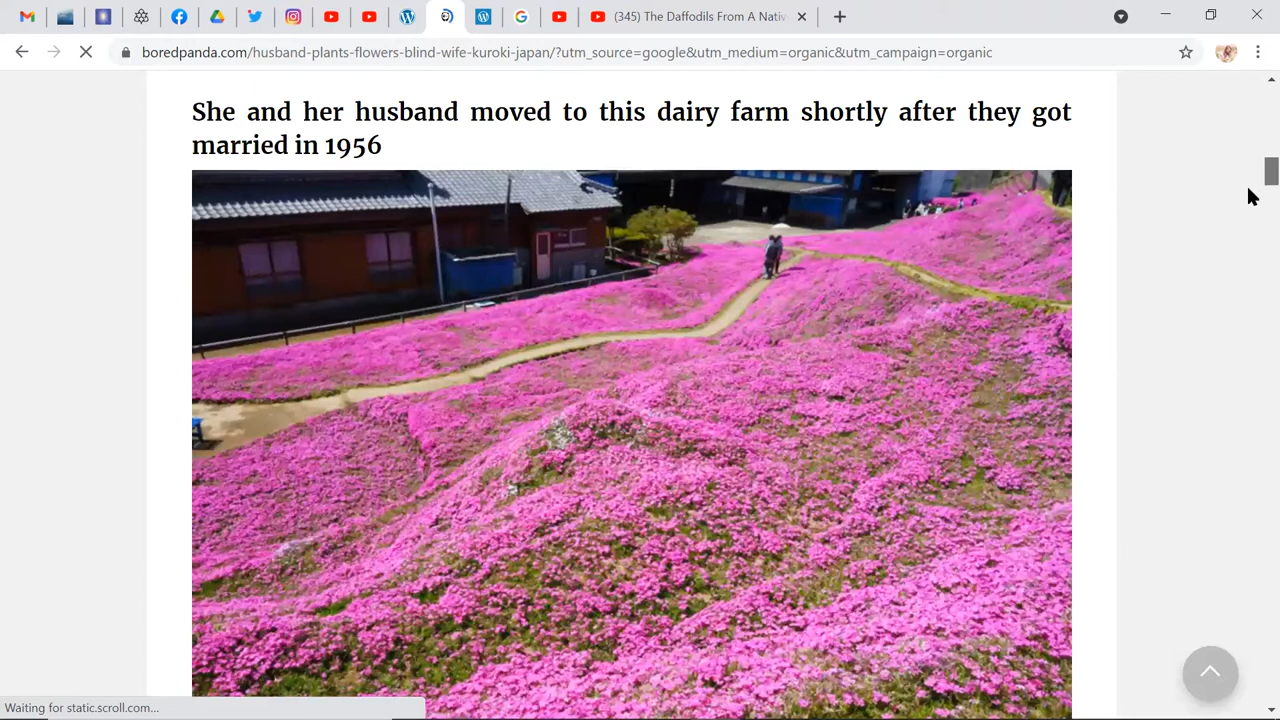 (345) The Daffodils From A Nativ
boredpanda.com/husband-plants-flowers-blind-wife-kuroki-japan/?utm_source=google&utm_medium=organic&utm_campaign=organic
She and her husband moved to this dairy farm shortly after they got
married in 1956
Waiting for static.scroll.com...